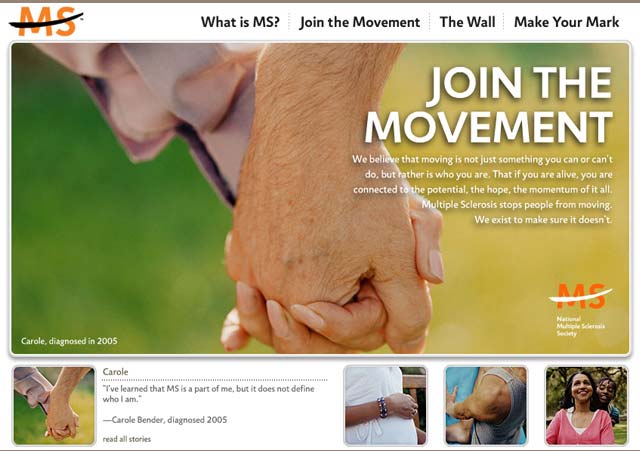 MS
What is MS?
Join the Movement
The Wall
Make Your Mark
JOIN THE
MOVEMENT
We believe that moving is not just something you can or can't
do, but rather is who you are. That if you are alive, you are
connected to the potential, the hope, the momentum of it all.
Multiple Sclerosis stops people from moving.
We exist to make sure it doesn't.
MS
National
Multiple Sclerosis
Society
Carole, diagnosed in 2005
Carole
"I've learned that MS is a part of me, but it does not define
who I am."
—Carole Bender, diagnosed 2005
read all stories